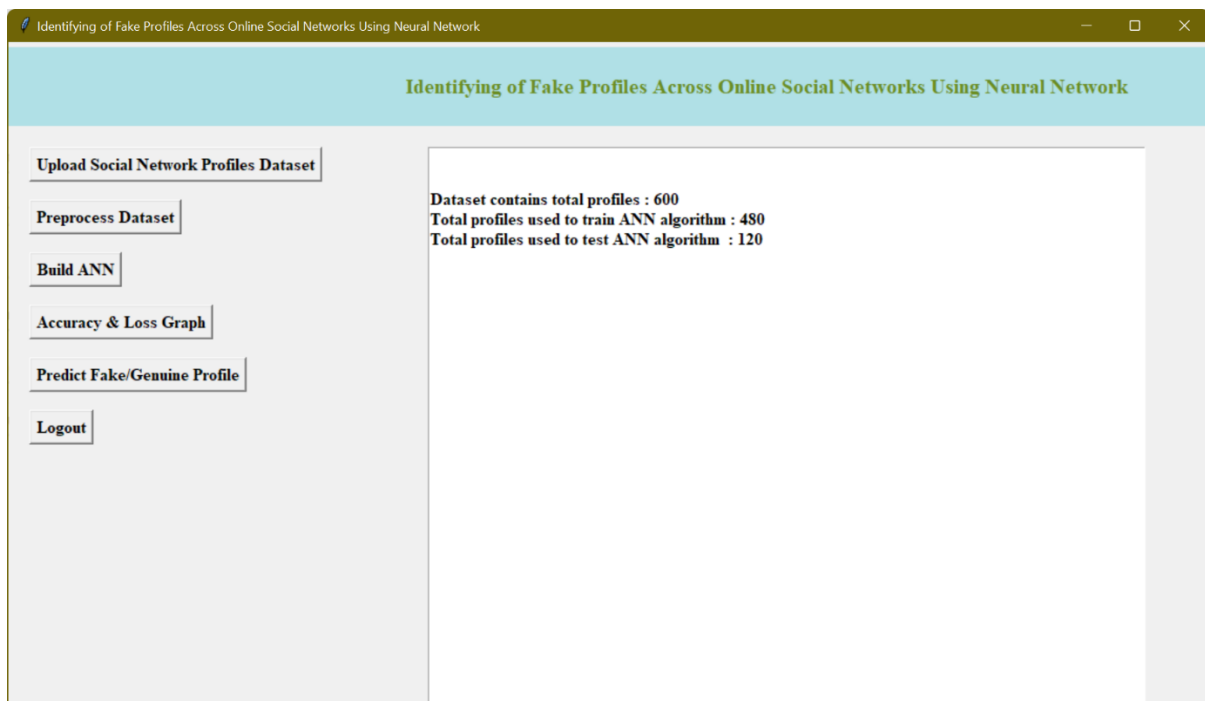 Identifying of Fake Profiles Across Online Social Networks Using Neural Network
Identifying of Fake Profiles Across Online Social Networks Using Neural Network
Upload Social Network Profiles Dataset
Preprocess Dataset
Build ANN
Accuracy & Loss Graph
Predict Fake/Genuine Profile
Logout
Dataset contains total profiles : 600
Total profiles used to train ANN algorithm : 480
Total profiles used to test ANN algorithm  : 120